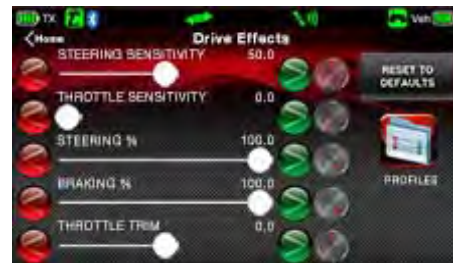 TX Veh
Home Drive Effects
STEERING SENSITIVITY 50.0
RESET TO
DEFAULTS
THROTTLE SENSITIVITY 0.0
STEERING % 100.0
PROFILES
BRAKING % 100.0
THROTTLE TRIM 0.0